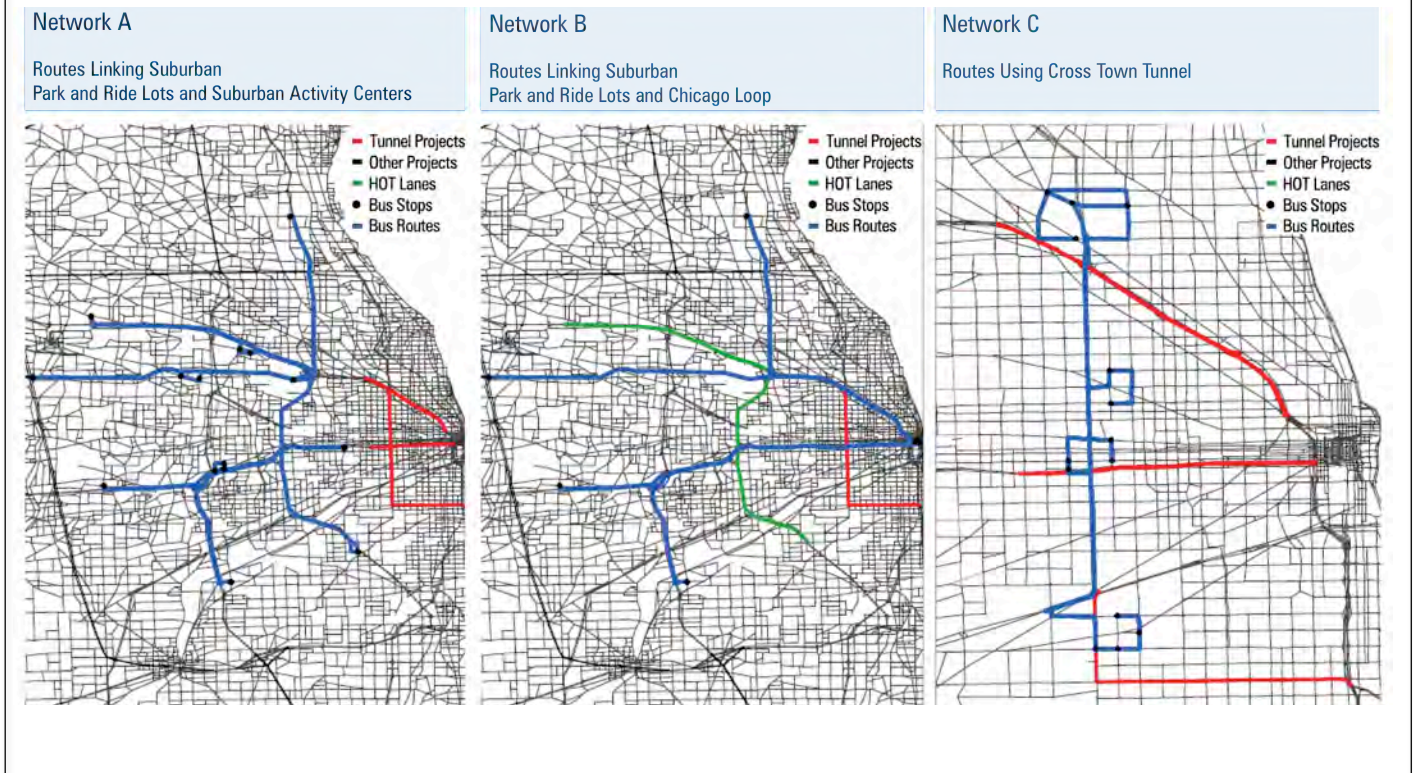 Network A
Routes Linking Suburban
Park and Ride Lots and Suburban Activity Centers
Tunnel Projects
Other Projects
HOT Lanes
Bus Stops
Bus Routes
Network B
Routes Linking Suburban
Park and Ride Lots and Chicago Loop
Tunnel Projects
Other Projects
HOT Lanes
Bus Stops
Bus Routes
Network C
Routes Using Cross Town Tunnel
Tunnel Projects
Other Projects
HOT Lanes
Bus Stops
Bus Routes